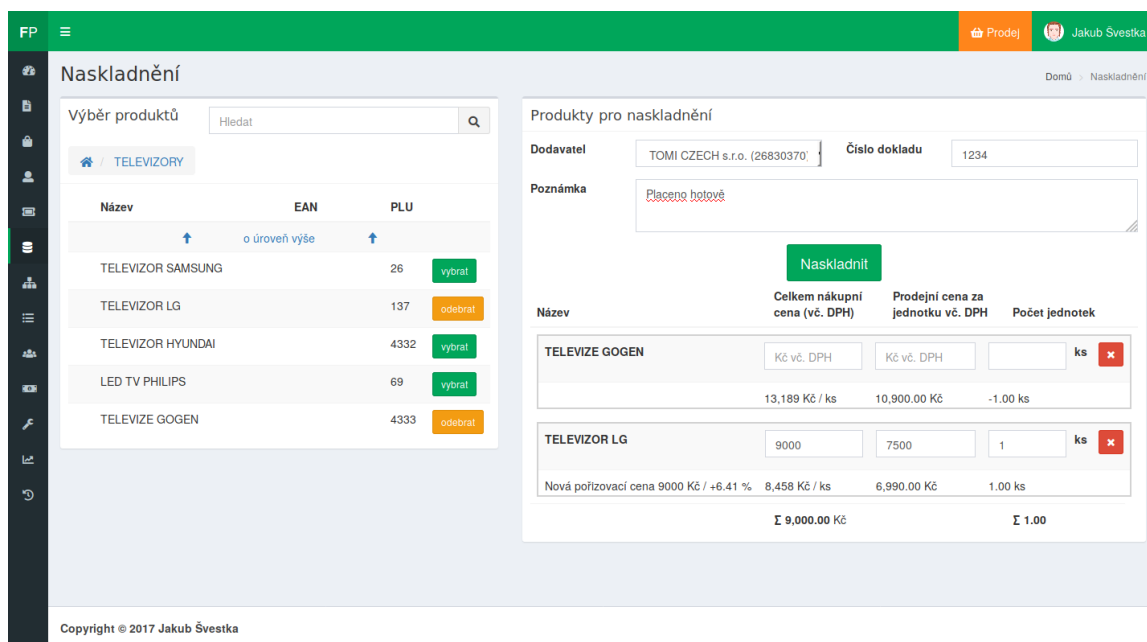 FP
Prodej
Jakub Švestka
Naskladnění
Domů > Naskladnění
Výběr produktů
Hledat
/ TELEVIZORY
Název EAN PLU
o úroveň výše
TELEVIZOR SAMSUNG 26 vybrat
TELEVIZOR LG 137 odebrat
TELEVIZOR HYUNDAI 4332 vybrat
LED TV PHILIPS 69 vybrat
TELEVIZE GOGEN 4333 odebrat
Produkty pro naskladnění
Dodavatel TOMI CZECH s.r.o. (26830370) Číslo dokladu 1234
Poznámka Placeno hotově
Naskladnit
Název Celkem nákupní cena (vč. DPH) Prodejní cena za jednotku vč. DPH Počet jednotek
TELEVIZE GOGEN Kč vč. DPH Kč vč. DPH ks
13,189 Kč / ks 10,900.00 Kč -1.00 ks
TELEVIZOR LG 9000 7500 1 ks
Nová pořizovací cena 9000 Kč / +6.41 % 8,458 Kč / ks 6,990.00 Kč 1.00 ks
Σ 9,000.00 Kč Σ 1.00
Copyright © 2017 Jakub Švestka